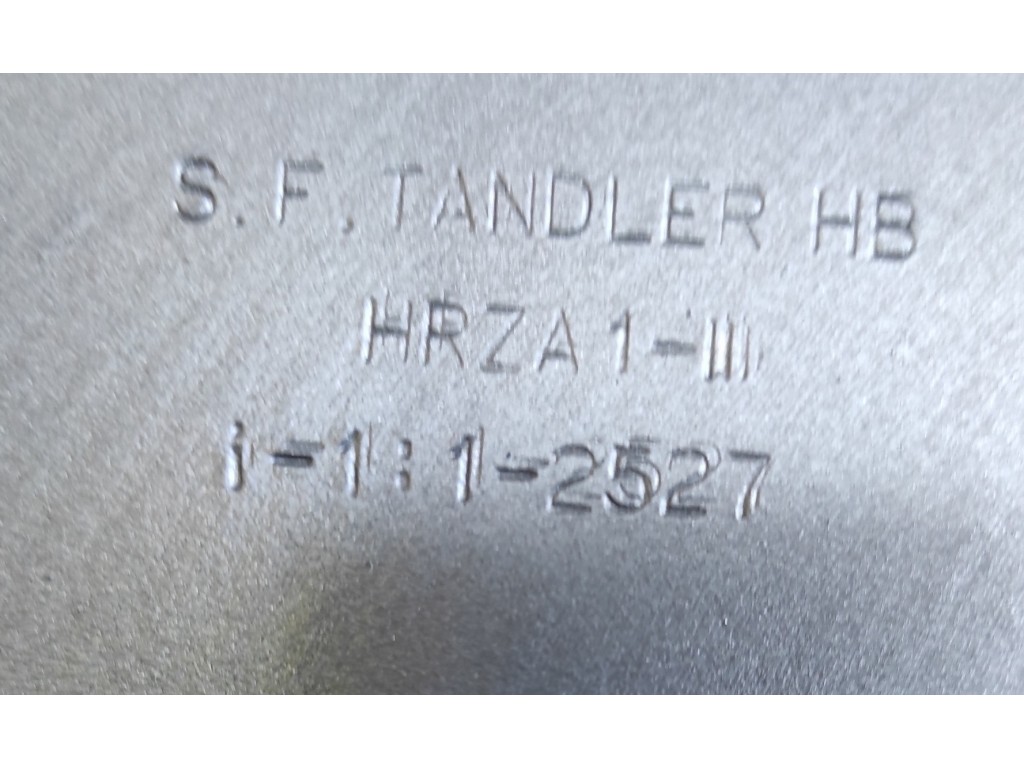 S.F. TANDLER HB
HRZA 1-III
i-1:1-2527